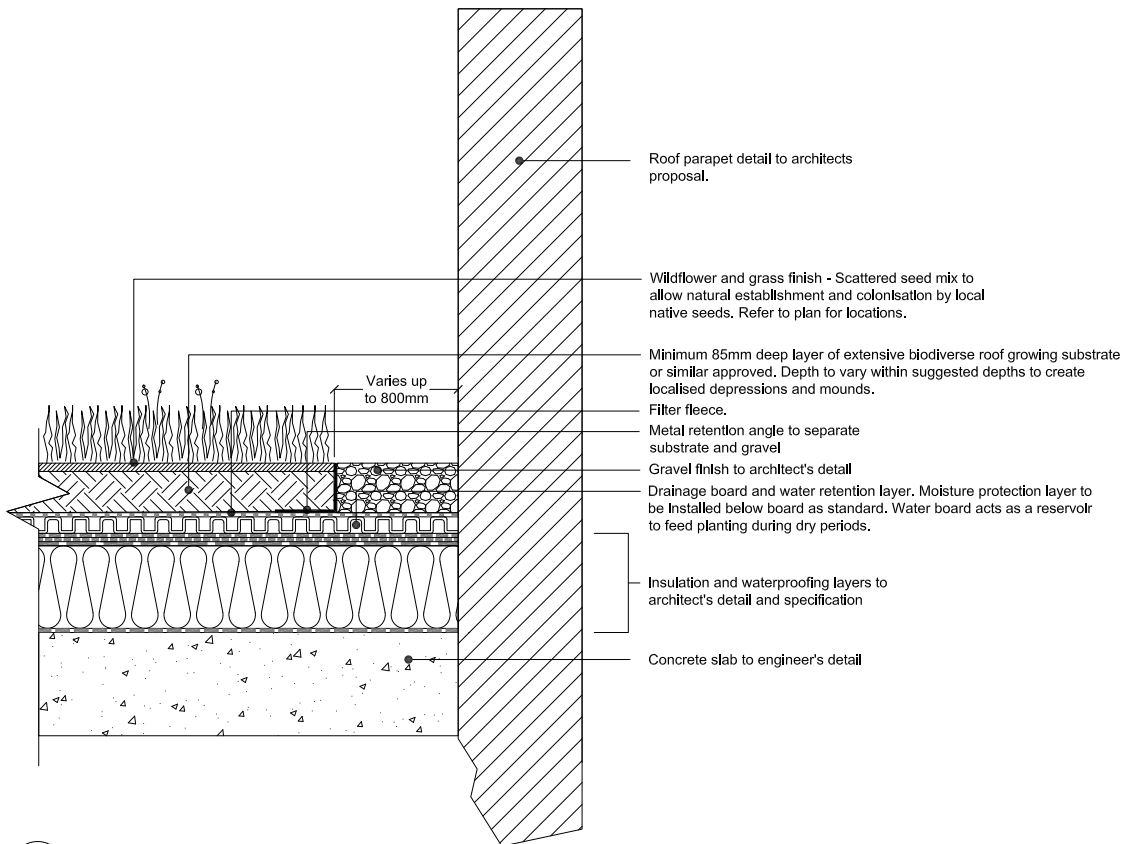 Roof parapet detail to architects
proposal.
Wildflower and grass finish - Scattered seed mix to
allow natural establishment and colonisation by local
native seeds. Refer to plan for locations.
Minimum 85mm deep layer of extensive biodiverse roof growing substrate
or similar approved. Depth to vary within suggested depths to create
localised depressions and mounds.
Varies up
to 800mm
Filter fleece.
Metal retention angle to separate
substrate and gravel
Gravel finish to architect's detail
Drainage board and water retention layer. Moisture protection layer to
be installed below board as standard. Water board acts as a reservoir
to feed planting during dry periods.
Insulation and waterproofing layers to
architect's detail and specification
Concrete slab to engineer's detail